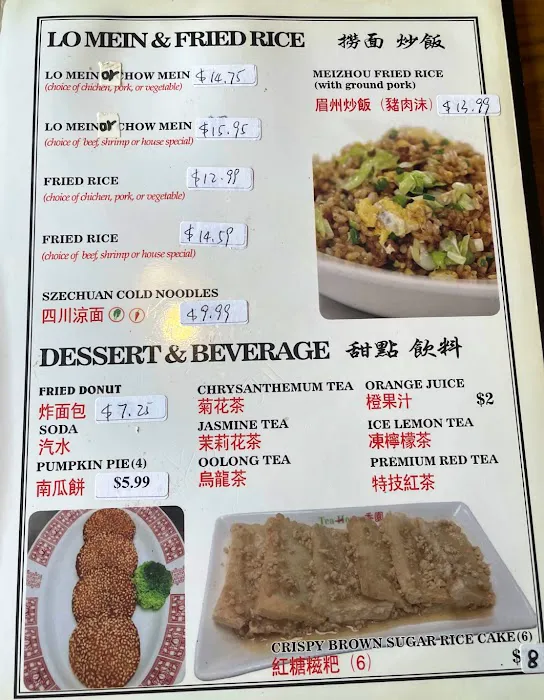 LO MEIN & FRIED RICE 撈面 炒飯
LO MEIN or CHOW MEIN $14.75
(choice of chicken, pork, or vegetable)
LO MEIN or CHOW MEIN $15.95
(choice of beef, shrimp or house special)
FRIED RICE $12.99
(choice of chicken, pork, or vegetable)
FRIED RICE $14.59
(choice of beef, shrimp or house special)
SZECHUAN COLD NOODLES
四川涼面 $9.99
MEIZHOU FRIED RICE
(with ground pork)
眉州炒飯（豬肉沫） $13.99
DESSERT & BEVERAGE 甜點 飲料
FRIED DONUT
炸面包 $7.25
SODA
汽水
PUMPKIN PIE(4)
南瓜餅 $5.99
CHRYSANTHEMUM TEA
菊花茶
JASMINE TEA
茉莉花茶
OOLONG TEA
烏龍茶
ORANGE JUICE
橙果汁 $2
ICE LEMON TEA
凍檸檬茶
PREMIUM RED TEA
特技紅茶
CRISPY BROWN SUGAR RICE CAKE(6)
紅糖糍粑（6） $8